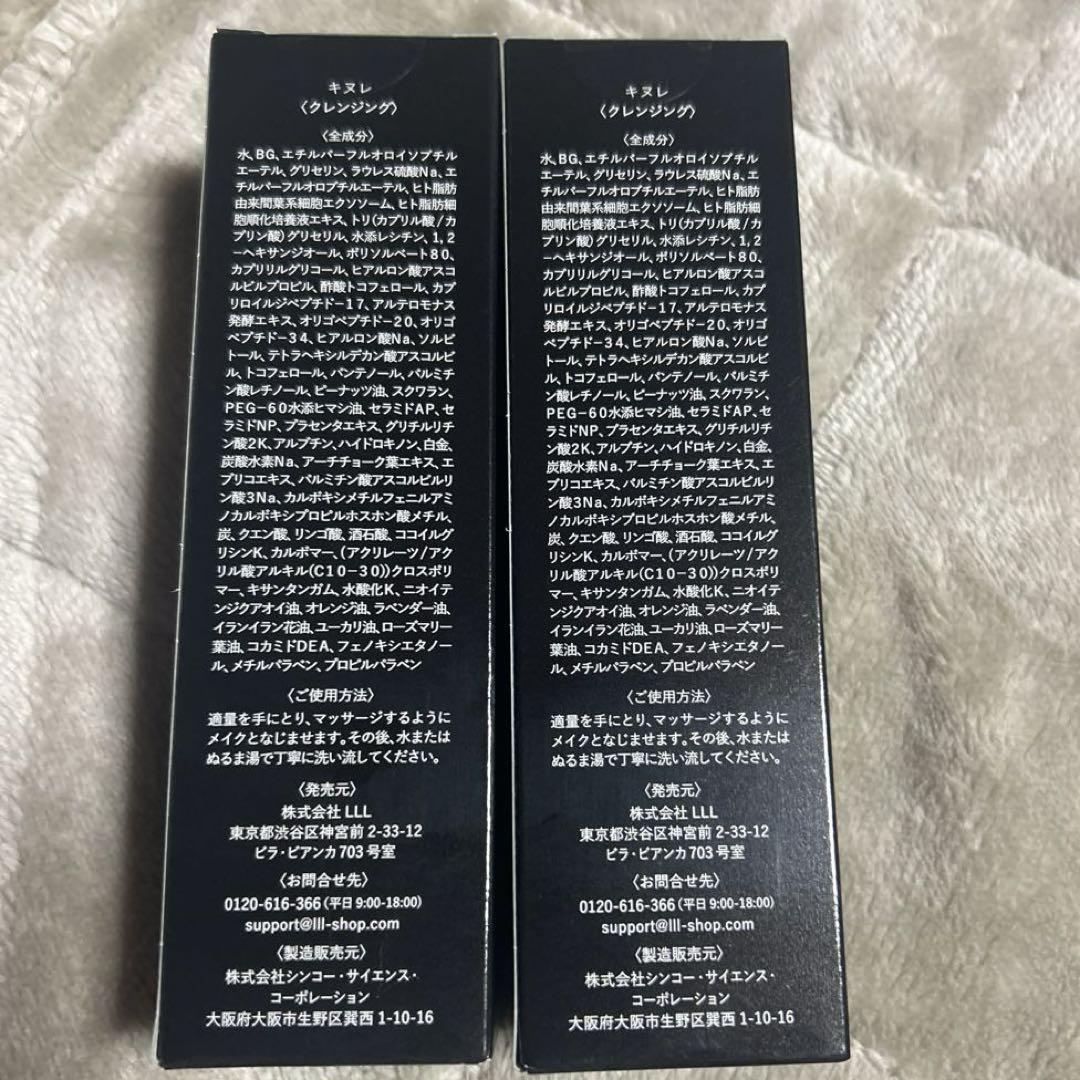 キヌレ
〈クレンジング〉
〈全成分〉
水、BG、エチルパーフルオロイソブチル
エーテル、グリセリン、ラウレス硫酸Na、エ
チルパーフルオロブチルエーテル、ヒト脂肪
由来間葉系細胞エクソソーム、ヒト脂肪細
胞順化培養液エキス、トリ(カプリル酸/カ
プリン酸)グリセリル、水添レシチン、1,2
-ヘキサンジオール、ポリソルベート80、
カプリリルグリコール、ヒアルロン酸アスコ
ルビルプロピル、酢酸トコフェロール、カプ
リロイルジペプチド-17、アルテロモナス
発酵エキス、オリゴペプチド-20、オリゴ
ペプチド-34、ヒアルロン酸Na、ソルビ
トール、テトラヘキシルデカン酸アスコルビ
ル、トコフェロール、パンテノール、パルミチ
ン酸レチノール、ピーナッツ油、スクワラン、
PEG-60水添ヒマシ油、セラミドAP、セ
ラミドNP、プラセンタエキス、グリチルリチ
ン酸2K、アルブチン、ハイドロキノン、白金、
炭酸水素Na、アーチチョーク葉エキス、エ
ブリコエキス、パルミチン酸アスコルビルリ
ン酸3Na、カルボキシメチルフェニルアミ
ノカルボキシプロピルホスホン酸メチル、
炭、クエン酸、リンゴ酸、酒石酸、ココイルグ
リシンK、カルボマー、(アクリレーツ/アク
リル酸アルキル(C10-30))クロスポリ
マー、キサンタンガム、水酸化K、ニオイテ
ンジクアオイ油、オレンジ油、ラベンダー油、
イランイラン花油、ユーカリ油、ローズマリー
葉油、コカミドDEA、フェノキシエタノー
ル、メチルパラベン、プロピルパラベン
〈ご使用方法〉
適量を手にとり、マッサージするように
メイクとなじませます。その後、水または
ぬるま湯で丁寧に洗い流してください。
〈発売元〉
株式会社 LLL
東京都渋谷区神宮前 2-33-12
ビラ・ビアンカ703号室
〈お問合せ先〉
0120-616-366(平日 9:00-18:00)
support@lll-shop.com
〈製造販売元〉
株式会社シンコー・サイエンス・
コーポレーション
大阪府大阪市生野区巽西 1-10-16
キヌレ
〈クレンジング〉
〈全成分〉
水、BG、エチルパーフルオロイソブチル
エーテル、グリセリン、ラウレス硫酸Na、エ
チルパーフルオロブチルエーテル、ヒト脂肪
由来間葉系細胞エクソソーム、ヒト脂肪細
胞順化培養液エキス、トリ(カプリル酸/カ
プリン酸)グリセリル、水添レシチン、1,2
-ヘキサンジオール、ポリソルベート80、
カプリリルグリコール、ヒアルロン酸アスコ
ルビルプロピル、酢酸トコフェロール、カプ
リロイルジペプチド-17、アルテロモナス
発酵エキス、オリゴペプチド-20、オリゴ
ペプチド-34、ヒアルロン酸Na、ソルビ
トール、テトラヘキシルデカン酸アスコルビ
ル、トコフェロール、パンテノール、パルミチ
ン酸レチノール、ピーナッツ油、スクワラン、
PEG-60水添ヒマシ油、セラミドAP、セ
ラミドNP、プラセンタエキス、グリチルリチ
ン酸2K、アルブチン、ハイドロキノン、白金、
炭酸水素Na、アーチチョーク葉エキス、エ
ブリコエキス、パルミチン酸アスコルビルリ
ン酸3Na、カルボキシメチルフェニルアミ
ノカルボキシプロピルホスホン酸メチル、
炭、クエン酸、リンゴ酸、酒石酸、ココイルグ
リシンK、カルボマー、(アクリレーツ/アク
リル酸アルキル(C10-30))クロスポリ
マー、キサンタンガム、水酸化K、ニオイテ
ンジクアオイ油、オレンジ油、ラベンダー油、
イランイラン花油、ユーカリ油、ローズマリー
葉油、コカミドDEA、フェノキシエタノー
ル、メチルパラベン、プロピルパラベン
〈ご使用方法〉
適量を手にとり、マッサージするように
メイクとなじませます。その後、水または
ぬるま湯で丁寧に洗い流してください。
〈発売元〉
株式会社 LLL
東京都渋谷区神宮前 2-33-12
ビラ・ビアンカ703号室
〈お問合せ先〉
0120-616-366(平日 9:00-18:00)
support@lll-shop.com
〈製造販売元〉
株式会社シンコー・サイエンス・
コーポレーション
大阪府大阪市生野区巽西 1-10-16